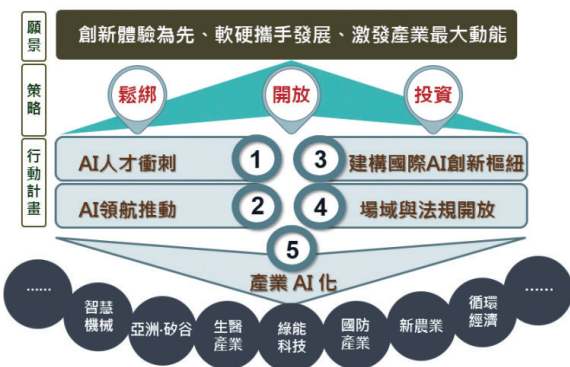 願景
創新體驗為先、軟硬攜手發展、激發產業最大動能
策略
鬆綁
開放
投資
行動計畫
AI人才衝刺
1
3
建構國際AI創新樞紐
AI領航推動
2
4
場域與法規開放
5
產業 AI 化
......
智慧
機械
亞洲·矽谷
生醫
產業
綠能
科技
國防
產業
新農業
循環
經濟
......